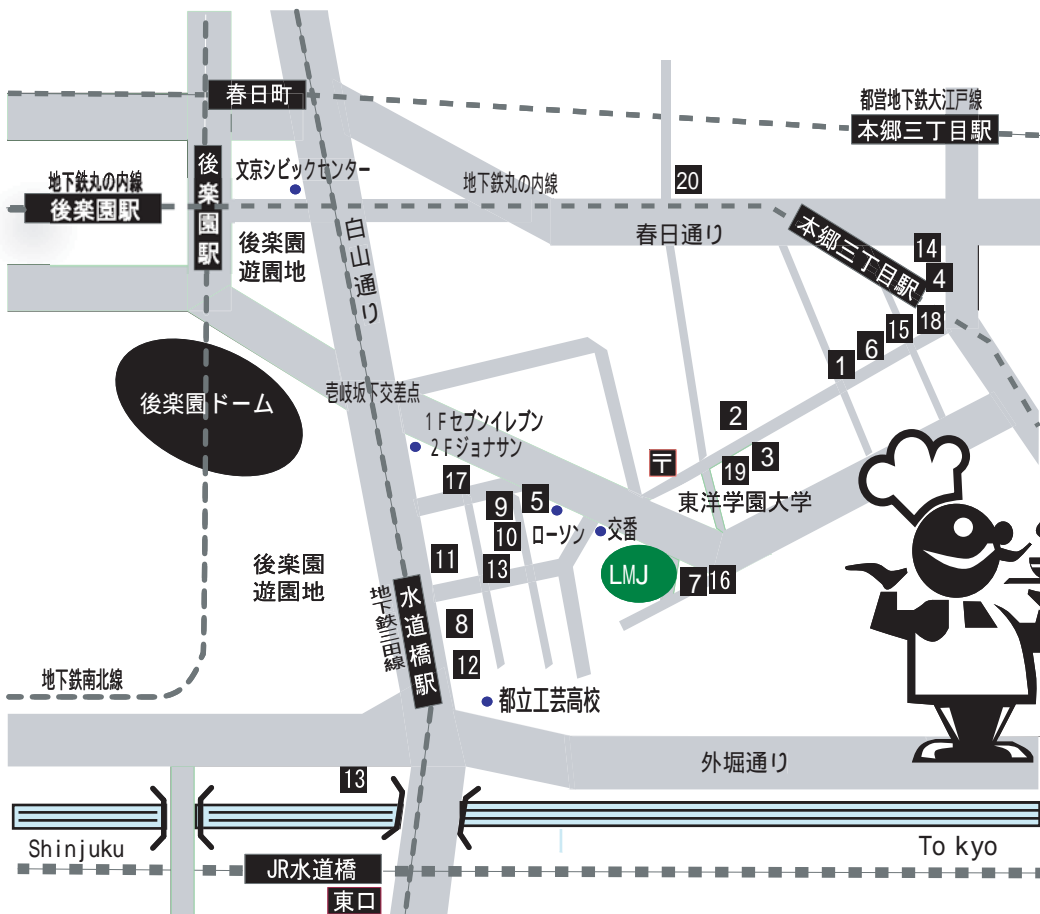 春日町
都営地下鉄大江戸線
本郷三丁目駅
後楽園駅
文京シビックセンター
地下鉄丸の内線
後楽園駅
地下鉄丸の内線
20
白山通り
春日通り
本郷三丁目駅
後楽園
遊園地
14
4
18
15
6
1
後楽園ドーム
壱岐坂下交差点
1Fセブンイレブン
2Fジョナサン
2
3
19
〒
17
東洋学園大学
9
5
ローソン
交番
10
11
13
後楽園
遊園地
LMJ
7
16
地下鉄三田線
水道橋駅
8
12
地下鉄南北線
都立工芸高校
外堀通り
13
Shinjuku
To kyo
JR水道橋
東口